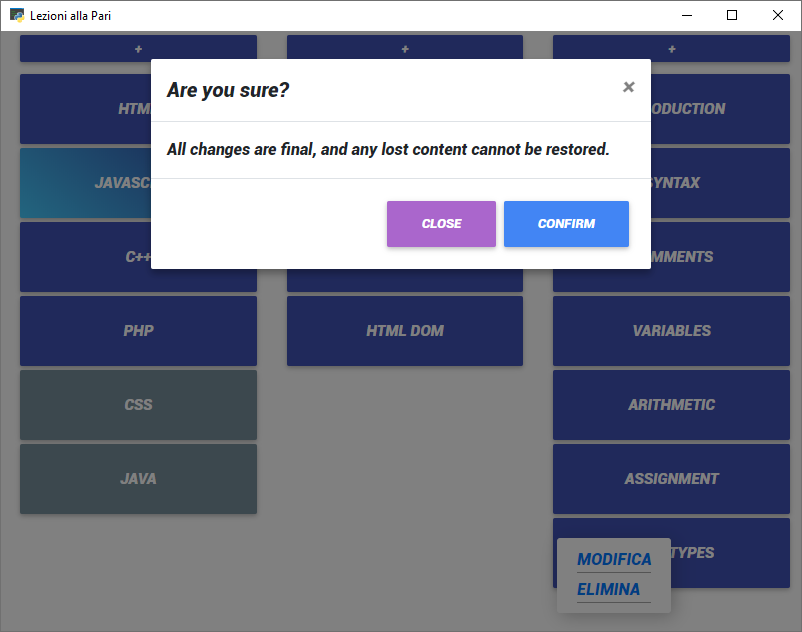 Lezioni alla Pari
+
+
+
Are you sure?
×
All changes are final, and any lost content cannot be restored.
CLOSE
CONFIRM
HTM
JAVASC
C++
PHP
CSS
JAVA
HTML DOM
ODUCTION
SYNTAX
MMENTS
VARIABLES
ARITHMETIC
ASSIGNMENT
TYPES
MODIFICA
ELIMINA